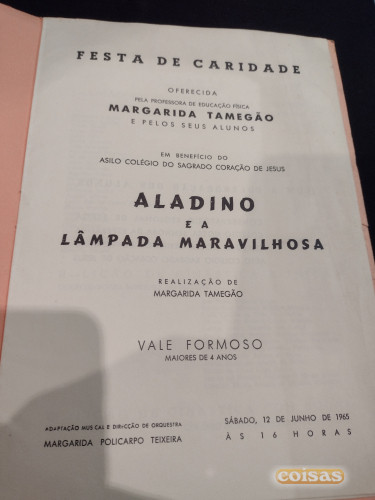 FESTA DE CARIDADE
OFERECIDA
PELA PROFESSORA DE EDUCAÇÃO FÍSICA
MARGARIDA TAMEGÃO
E PELOS SEUS ALUNOS
EM BENEFÍCIO DO
ASILO COLÉGIO DO SAGRADO CORAÇÃO DE JESUS
ALADINO
E A
LÂMPADA MARAVILHOSA
REALIZAÇÃO DE
MARGARIDA TAMEGÃO
VALE FORMOSO
MAIORES DE 4 ANOS
ADAPTAÇÃO MUSICAL E DIRECÇÃO DE ORQUESTRA
MARGARIDA POLICARPO TEIXEIRA
SÁBADO, 12 DE JUNHO DE 1965
ÀS 16 HORAS
coisas